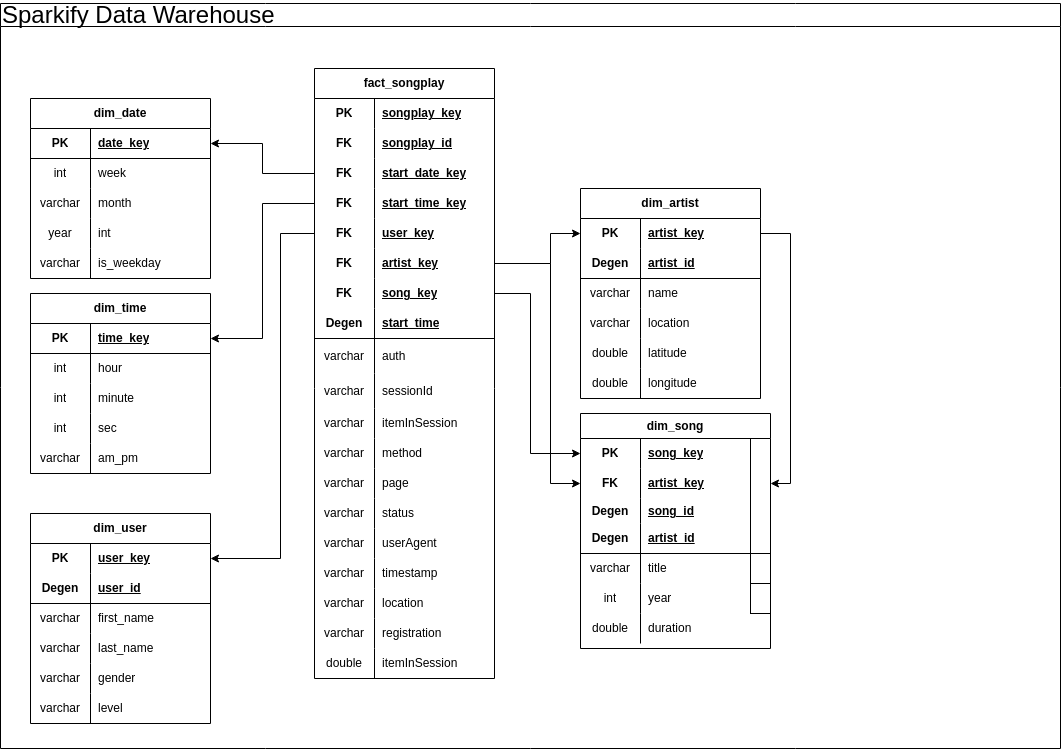 Sparkify Data Warehouse
dim_date
PK date_key
int week
varchar month
year int
varchar is_weekday
dim_time
PK time_key
int hour
int minute
int sec
varchar am_pm
dim_user
PK user_key
Degen user_id
varchar first_name
varchar last_name
varchar gender
varchar level
fact_songplay
PK songplay_key
FK songplay_id
FK start_date_key
FK start_time_key
FK user_key
FK artist_key
FK song_key
Degen start_time
varchar auth
varchar sessionId
varchar itemInSession
varchar method
varchar page
varchar status
varchar userAgent
varchar timestamp
varchar location
varchar registration
double itemInSession
dim_artist
PK artist_key
Degen artist_id
varchar name
varchar location
double latitude
double longitude
dim_song
PK song_key
FK artist_key
Degen song_id
Degen artist_id
varchar title
int year
double duration